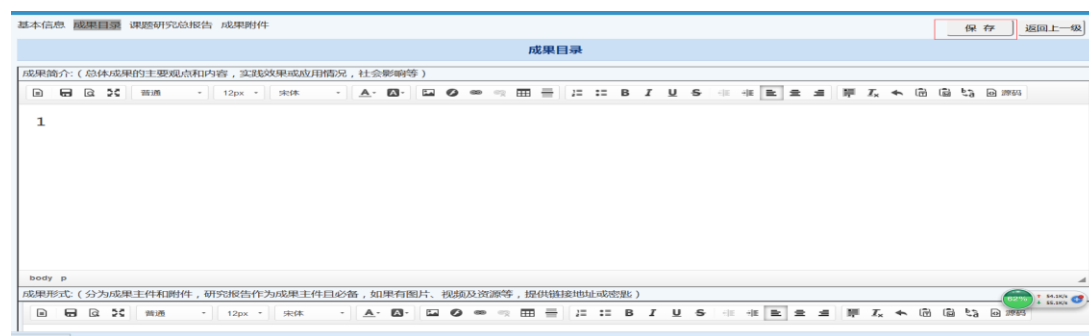 基本信息 成果目录 课题研究总报告 成果附件 保 存 返回上一级
成果目录
成果简介:(总体成果的主要观点和内容,实践效果或应用情况,社会影响等)
普通 12px 宋体 A A B I U S Ix 源码
1
body p
成果形式:(分为成果主件和附件,研究报告作为成果主件且必备,如果有图片、视频及资源等,提供链接地址或密匙)
普通 12px 宋体 A A B I U S Ix 源码
62%